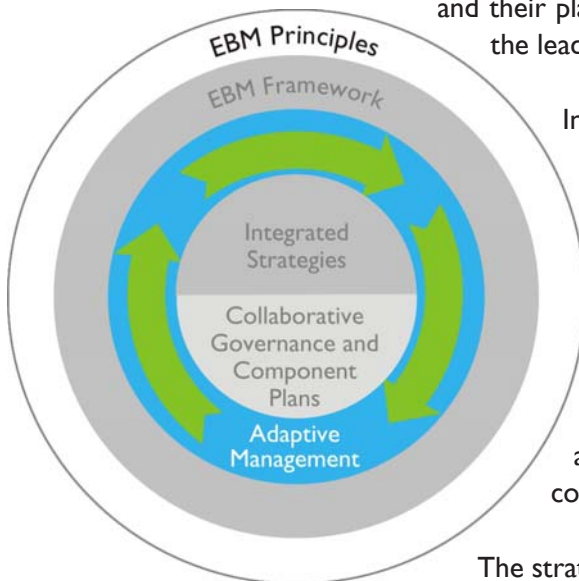 and their pla
EBM Principles
the lead
EBM Framework
In
Integrated
Strategies
Collaborative
Governance and
Component
Plans
Adaptive
Management
a
co
The strat